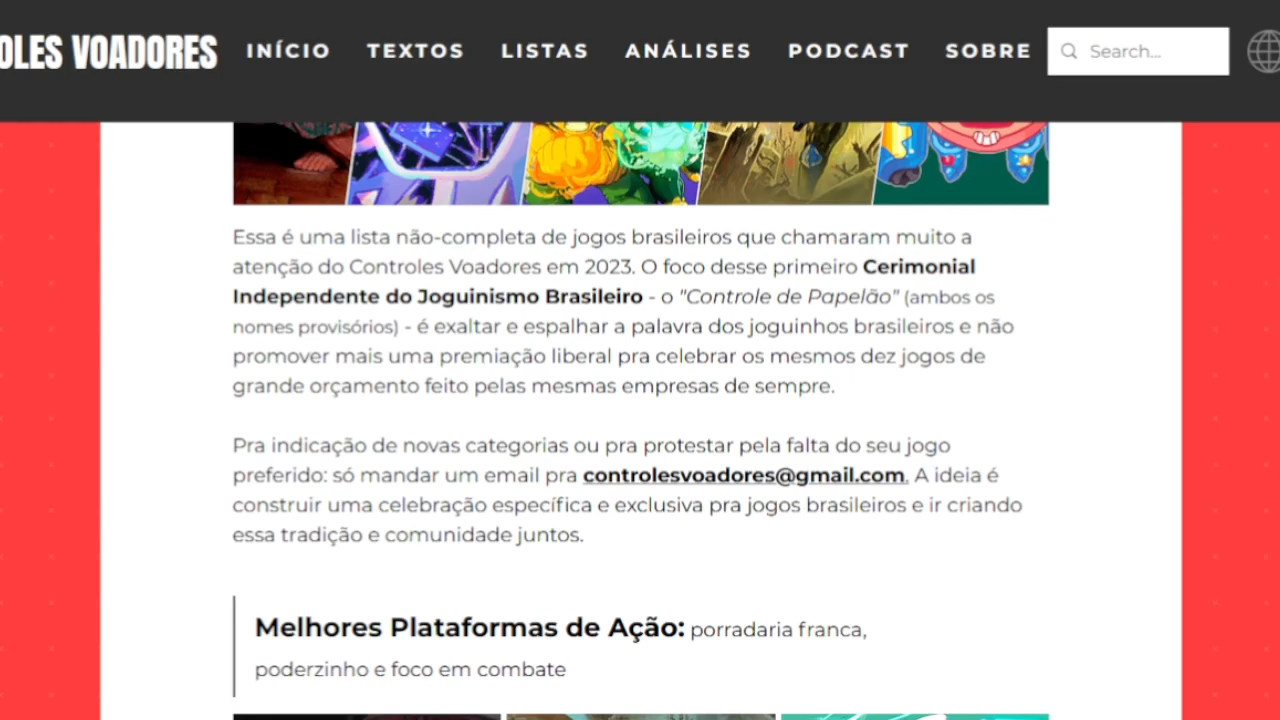 OLES VOADORES
INÍCIO TEXTOS LISTAS ANÁLISES PODCAST SOBRE Search...
Essa é uma lista não-completa de jogos brasileiros que chamaram muito a
atenção do Controles Voadores em 2023. O foco desse primeiro Cerimonial
Independente do Joguinismo Brasileiro - o "Controle de Papelão" (ambos os
nomes provisórios) - é exaltar e espalhar a palavra dos joguinhos brasileiros e não
promover mais uma premiação liberal pra celebrar os mesmos dez jogos de
grande orçamento feito pelas mesmas empresas de sempre.
Pra indicação de novas categorias ou pra protestar pela falta do seu jogo
preferido: só mandar um email pra controlesvoadores@gmail.com. A ideia é
construir uma celebração específica e exclusiva pra jogos brasileiros e ir criando
essa tradição e comunidade juntos.
Melhores Plataformas de Ação: porradaria franca,
poderzinho e foco em combate